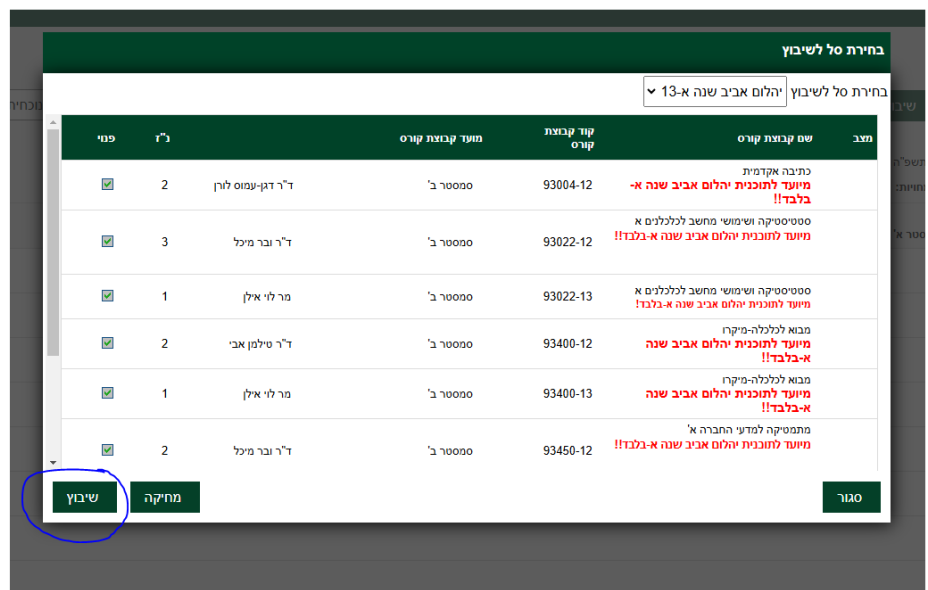 בחירת סל לשיבוץ
בחירת סל לשיבוץ יהלום אביב שנה א-13
מצב שם קבוצת קורס קוד קבוצת קורס מועד קבוצת קורס נ"ז פנוי
כתיבה אקדמית
מיועד לתוכנית יהלום אביב שנה א-
בלבד!!
93004-12 סמסטר ב' ד"ר דגן-עמוס לורן 2
סטטיסטיקה ושימושי מחשב לכלכלנים א
מיועד לתוכנית יהלום אביב שנה א-בלבד!!
93022-12 סמסטר ב' ד"ר ובר מיכל 3
סטטיסטיקה ושימושי מחשב לכלכלנים א
מיועד לתוכנית יהלום אביב שנה א-בלבד!
93022-13 סמסטר ב' מר לוי אילן 1
מבוא לכלכלה-מיקרו
מיועד לתוכנית יהלום אביב שנה
א-בלבד!!
93400-12 סמסטר ב' ד"ר טילמן אבי 2
מבוא לכלכלה-מיקרו
מיועד לתוכנית יהלום אביב שנה
א-בלבד!!
93400-13 סמסטר ב' מר לוי אילן 1
מתמטיקה למדעי החברה א'
מיועד לתוכנית יהלום אביב שנה א-בלבד!!
93450-12 סמסטר ב' ד"ר ובר מיכל 2
סגור מחיקה שיבוץ